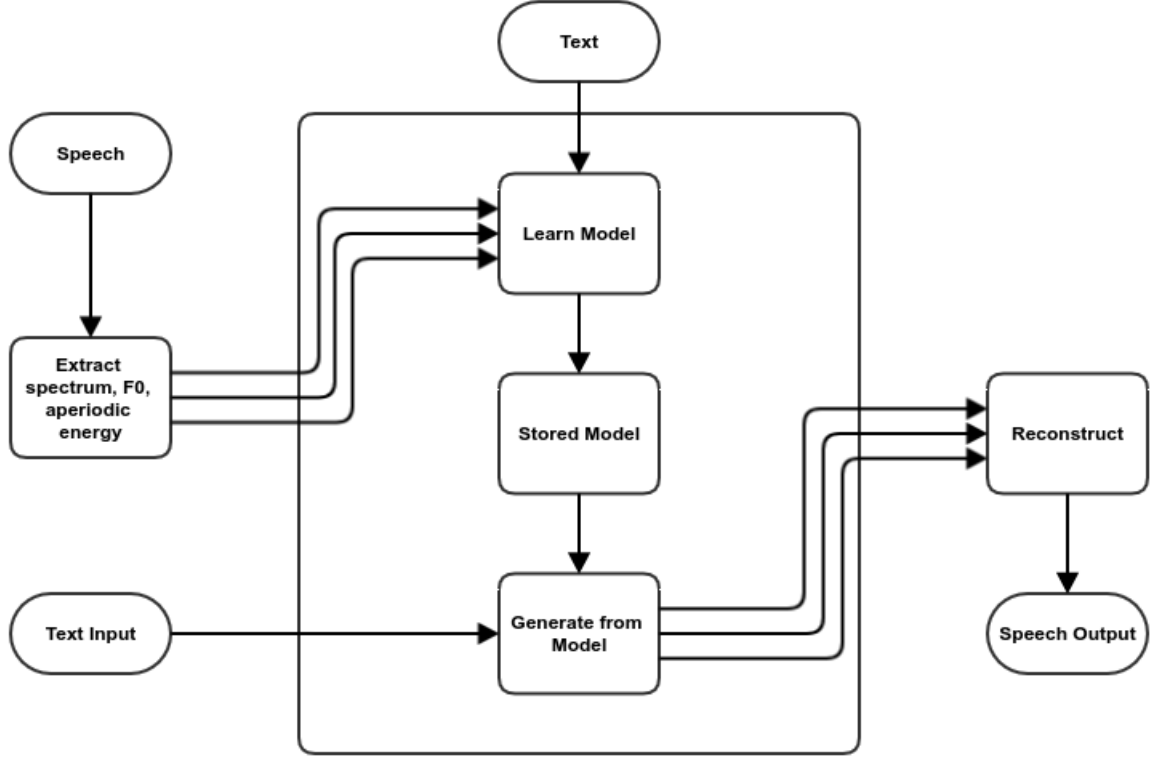 Text
Speech
Learn Model
Extract
spectrum, F0,
aperiodic
energy
Stored Model
Reconstruct
Text Input
Generate from
Model
Speech Output